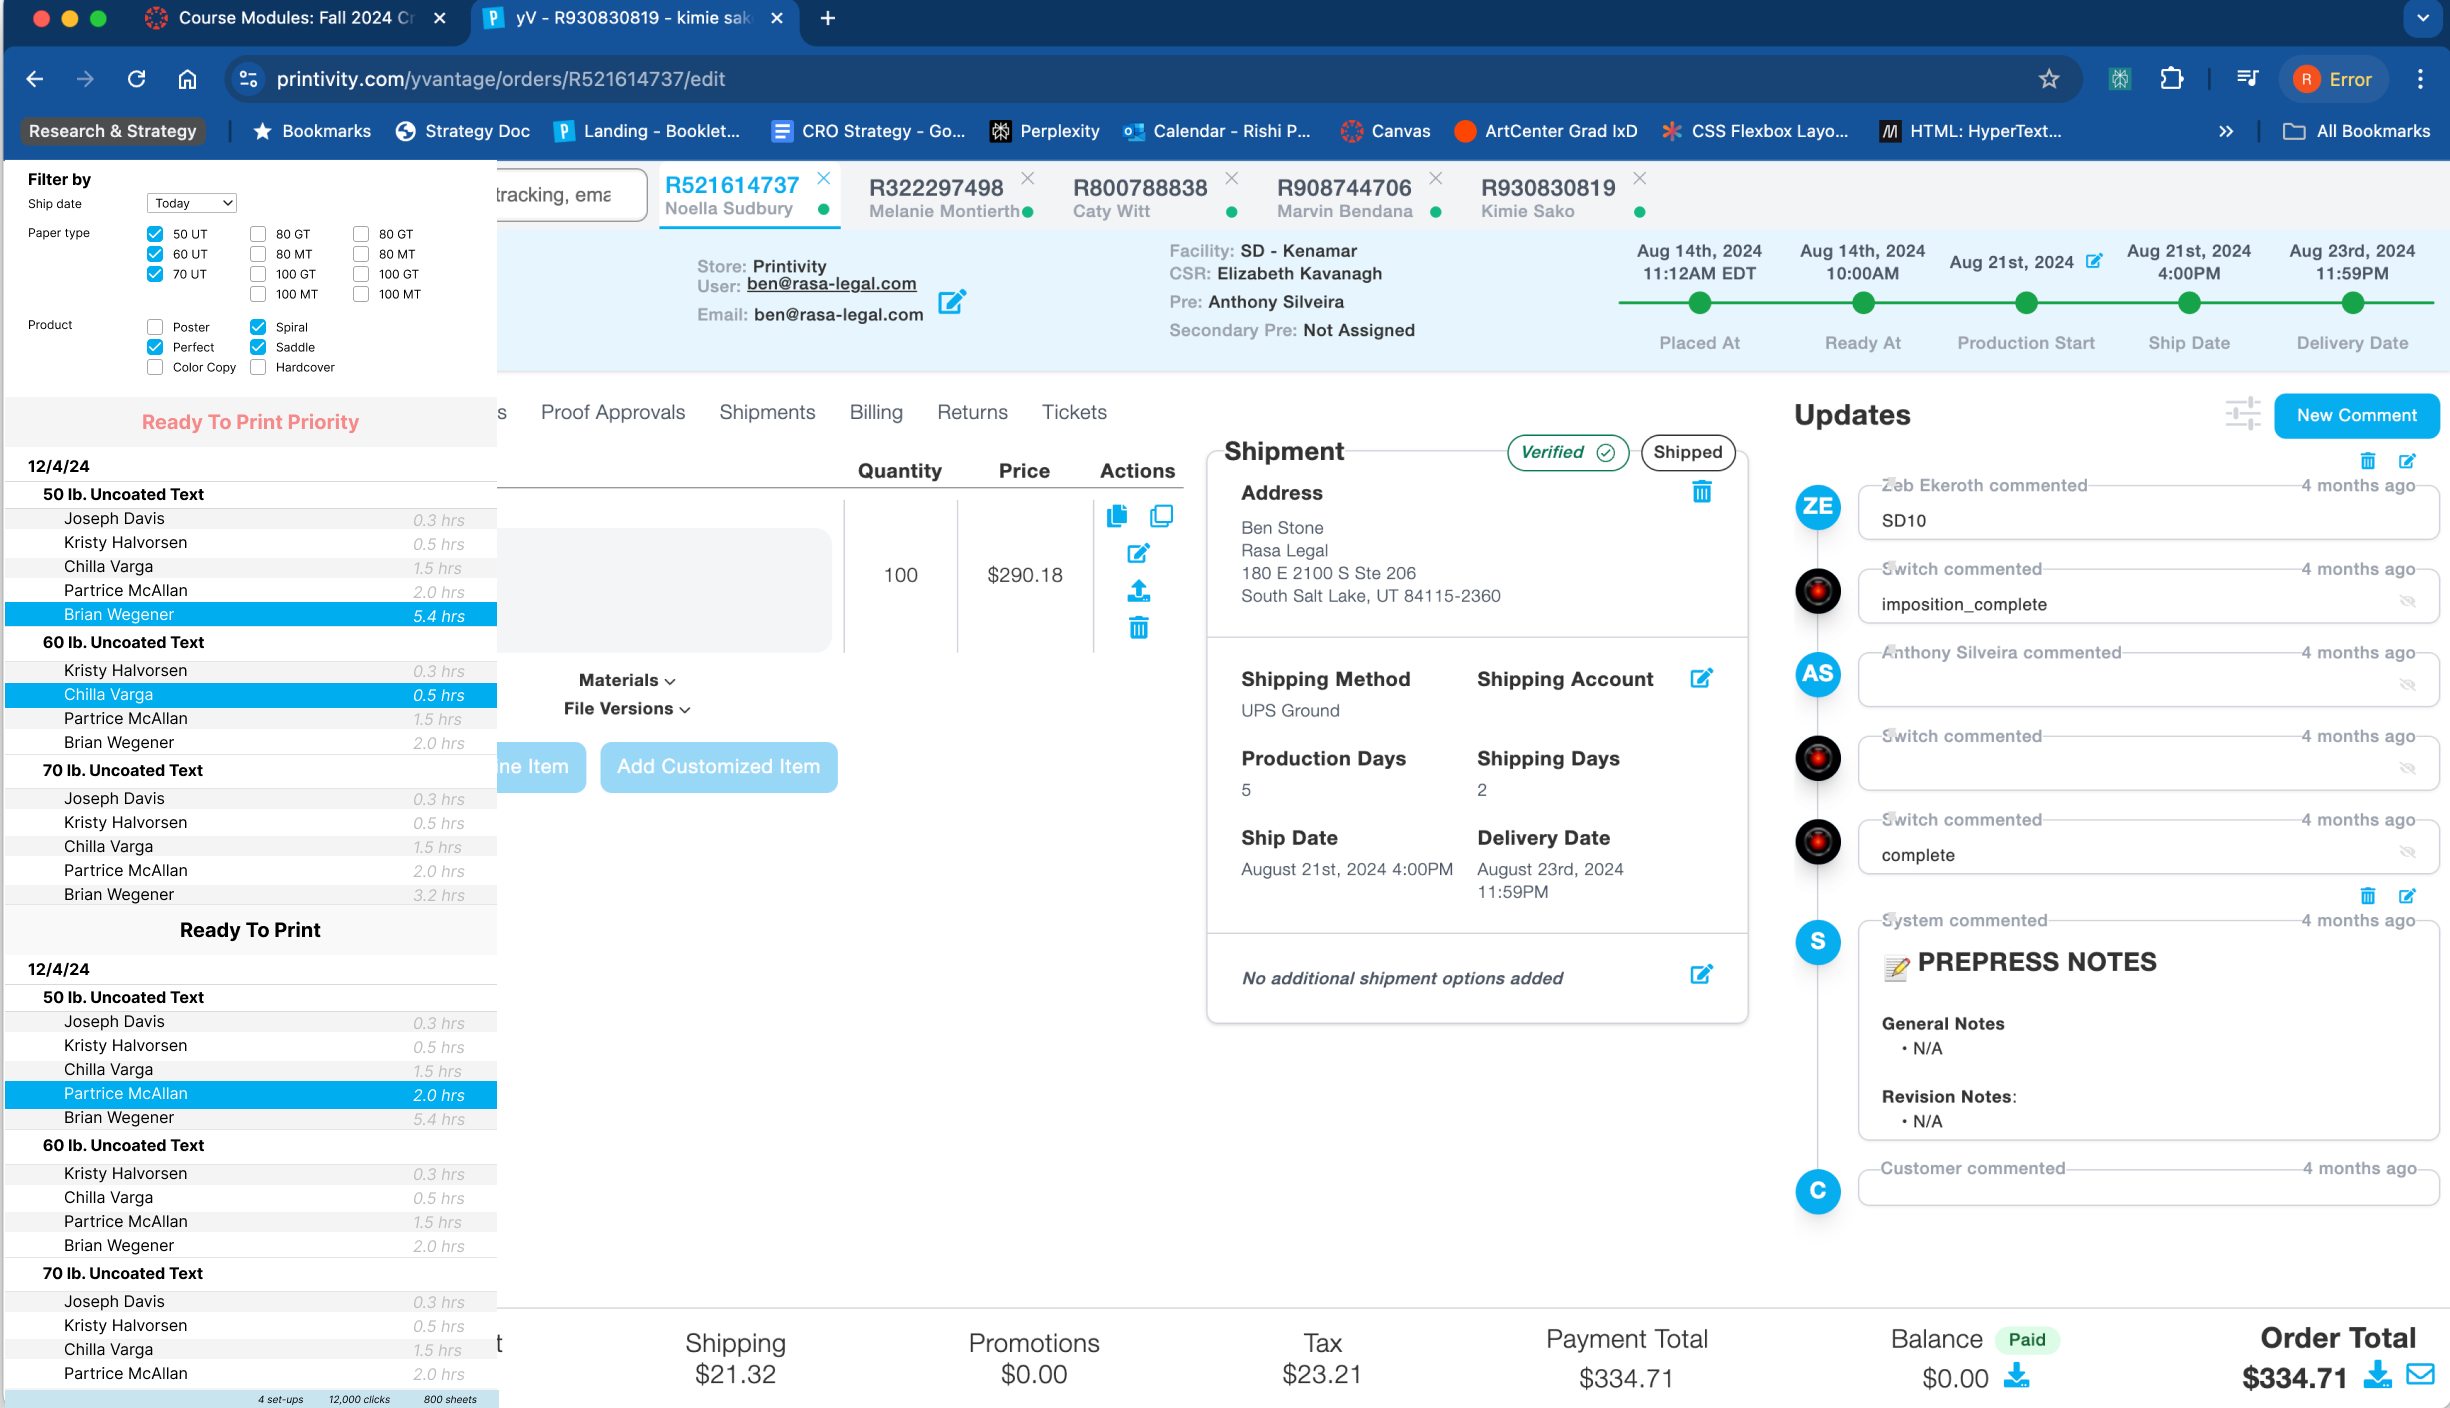 Course Modules: Fall 2024 Cr
yV - R930830819 - kimie sak
printivity.com/yvantage/orders/R521614737/edit
R Error
Research & Strategy
Bookmarks
Strategy Doc
Landing - Booklet...
CRO Strategy - Go...
Perplexity
Calendar - Rishi P...
Canvas
ArtCenter Grad IxD
CSS Flexbox Layo...
HTML: HyperText...
All Bookmarks
Filter by
Ship date Today
Paper type
50 UT 80 GT 80 GT
60 UT 80 MT 80 MT
70 UT 100 GT 100 GT
100 MT 100 MT
Product
Poster Spiral
Perfect Saddle
Color Copy Hardcover
Ready To Print Priority
12/4/24
50 lb. Uncoated Text
Joseph Davis 0.3 hrs
Kristy Halvorsen 0.5 hrs
Chilla Varga 1.5 hrs
Partrice McAllan 2.0 hrs
Brian Wegener 5.4 hrs
60 lb. Uncoated Text
Kristy Halvorsen 0.3 hrs
Chilla Varga 0.5 hrs
Partrice McAllan 1.5 hrs
Brian Wegener 2.0 hrs
70 lb. Uncoated Text
Joseph Davis 0.3 hrs
Kristy Halvorsen 0.5 hrs
Chilla Varga 1.5 hrs
Partrice McAllan 2.0 hrs
Brian Wegener 3.2 hrs
Ready To Print
12/4/24
50 lb. Uncoated Text
Joseph Davis 0.3 hrs
Kristy Halvorsen 0.5 hrs
Chilla Varga 1.5 hrs
Partrice McAllan 2.0 hrs
Brian Wegener 5.4 hrs
60 lb. Uncoated Text
Kristy Halvorsen 0.3 hrs
Chilla Varga 0.5 hrs
Partrice McAllan 1.5 hrs
Brian Wegener 2.0 hrs
70 lb. Uncoated Text
Joseph Davis 0.3 hrs
Kristy Halvorsen 0.5 hrs
Chilla Varga 1.5 hrs
Partrice McAllan 2.0 hrs
4 set-ups 12,000 clicks 800 sheets
tracking, ema
R521614737
Noella Sudbury
R322297498
Melanie Montierth
R800788838
Caty Witt
R908744706
Marvin Bendana
R930830819
Kimie Sako
Store: Printivity
User: ben@rasa-legal.com
Email: ben@rasa-legal.com
Facility: SD - Kenamar
CSR: Elizabeth Kavanagh
Pre: Anthony Silveira
Secondary Pre: Not Assigned
Aug 14th, 2024
11:12AM EDT
Placed At
Aug 14th, 2024
10:00AM
Ready At
Aug 21st, 2024
Production Start
Aug 21st, 2024
4:00PM
Ship Date
Aug 23rd, 2024
11:59PM
Delivery Date
s Proof Approvals Shipments Billing Returns Tickets
Quantity Price Actions
100 $290.18
Materials
File Versions
ne Item
Add Customized Item
Shipment
Verified
Shipped
Address
Ben Stone
Rasa Legal
180 E 2100 S Ste 206
South Salt Lake, UT 84115-2360
Shipping Method Shipping Account
UPS Ground
Production Days Shipping Days
5 2
Ship Date Delivery Date
August 21st, 2024 4:00PM August 23rd, 2024
11:59PM
No additional shipment options added
Updates
New Comment
ZE
Zeb Ekeroth commented 4 months ago
SD10
Switch commented 4 months ago
imposition_complete
AS
Anthony Silveira commented 4 months ago
Switch commented 4 months ago
Switch commented 4 months ago
complete
S
System commented 4 months ago
PREPRESS NOTES
General Notes
• N/A
Revision Notes:
• N/A
C
Customer commented 4 months ago
t
Shipping
$21.32
Promotions
$0.00
Tax
$23.21
Payment Total
$334.71
Balance Paid
$0.00
Order Total
$334.71